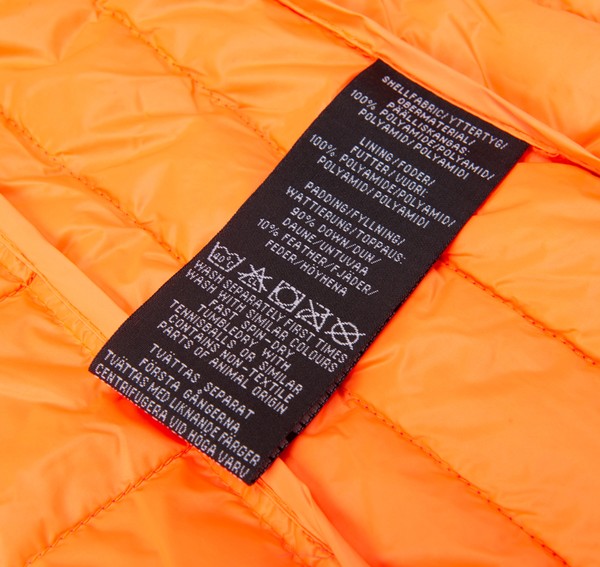 SHELLFABRIC/YTTERTYG/
OBERMATERIAL/
PÄÄLLISKANGAS:
100% POLYAMIDE/POLYAMID/
POLYAMID/POLYAMIDI
LINING/FODER/
FUTTER/VUORI:
100% POLYAMIDE/POLYAMID/
POLYAMID/POLYAMIDI
PADDING/FYLLNING/
WATTIERUNG/TOPPAUS:
90% DOWN/DUN/
DAUNE/UNTUVAA
10% FEATHER/FJÄDER/
FEDER/HÖYHENÄ
40°
WASH SEPARATELY FIRST TIMES
WASH WITH SIMILAR COLOURS
FAST SPIN-DRY
TUMBLEDRY WITH
TENNISBALLS OR SIMILAR
CONTAINS NON-TEXTILE
PARTS OF ANIMAL ORIGIN
TVÄTTAS SEPARAT
FÖRSTA GÅNGERNA
TVÄTTAS MED LIKNANDE FÄRGER
CENTRIFUGERA VID HÖGA VARV